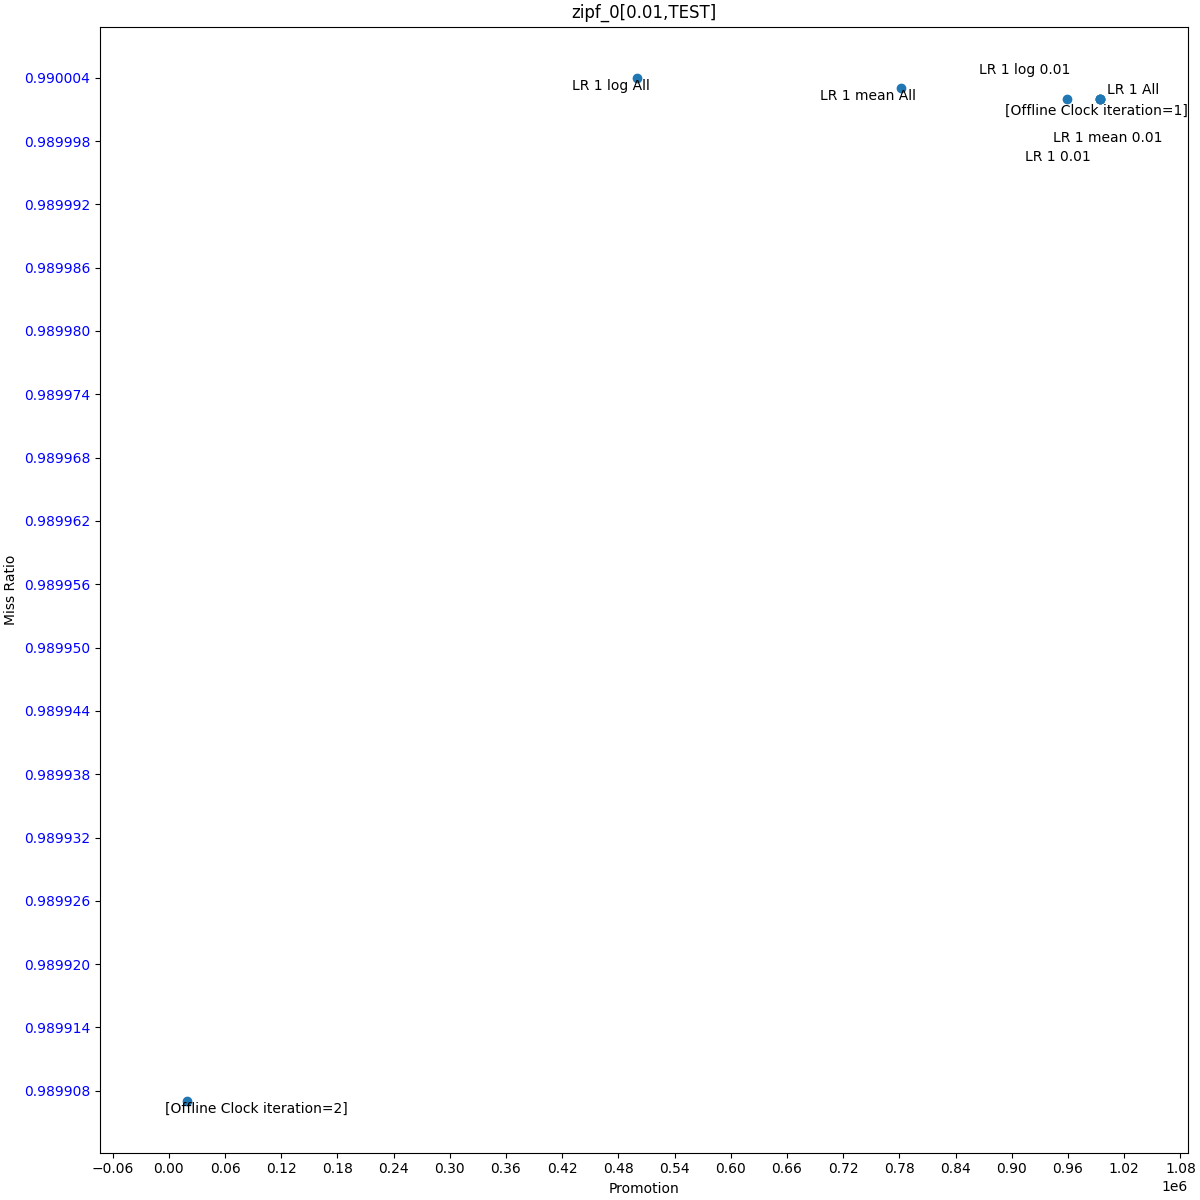 zipf_0[0.01,TEST]
0.990004
0.989998
0.989992
0.989986
0.989980
0.989974
0.989968
0.989962
0.989956
0.989950
0.989944
0.989938
0.989932
0.989926
0.989920
0.989914
0.989908
Miss Ratio
LR 1 log 0.01
LR 1 log All
LR 1 All
LR 1 mean All
[Offline Clock iteration=1]
LR 1 mean 0.01
LR 1 0.01
[Offline Clock iteration=2]
−0.06 0.00 0.06 0.12 0.18 0.24 0.30 0.36 0.42 0.48 0.54 0.60 0.66 0.72 0.78 0.84 0.90 0.96 1.02 1.08
1e6
Promotion